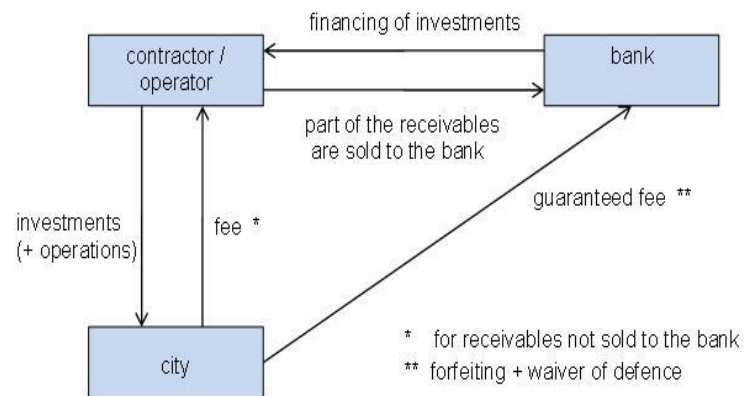 financing of investments
contractor /
operator
bank
part of the receivables
are sold to the bank
guaranteed fee **
investments
(+ operations)
fee *
city
* for receivables not sold to the bank
** forfeiting + waiver of defence